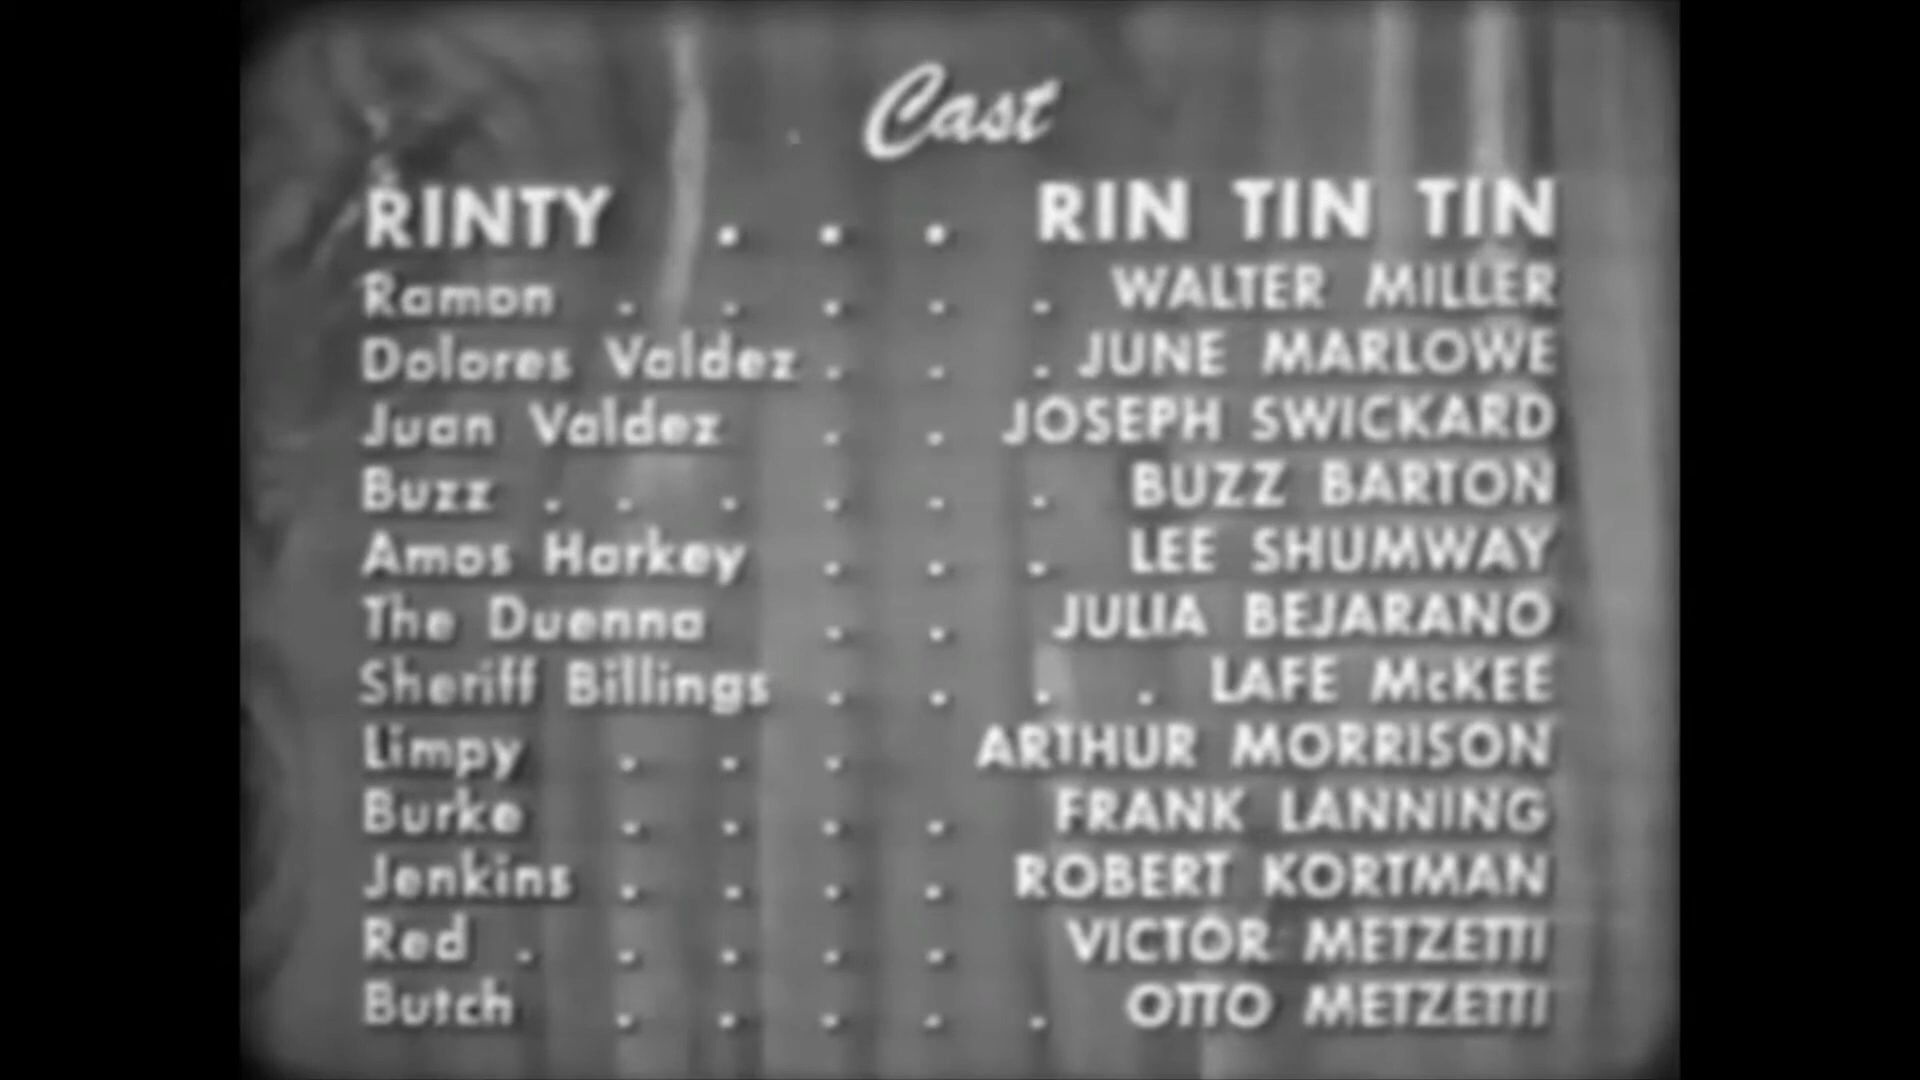 Cast
RINTY . . . RIN TIN TIN
Ramon . . . . . WALTER MILLER
Dolores Valdez . . . JUNE MARLOWE
Juan Valdez . . JOSEPH SWICKARD
Buzz . . . . . . BUZZ BARTON
Amos Harkey . . . LEE SHUMWAY
The Duenna . . JULIA BEJARANO
Sheriff Billings . . . . LAFE McKEE
Limpy . . . ARTHUR MORRISON
Burke . . . . FRANK LANNING
Jenkins . . . . ROBERT KORTMAN
Red . . . . . VICTOR METZETTI
Butch . . . . . OTTO METZETTI